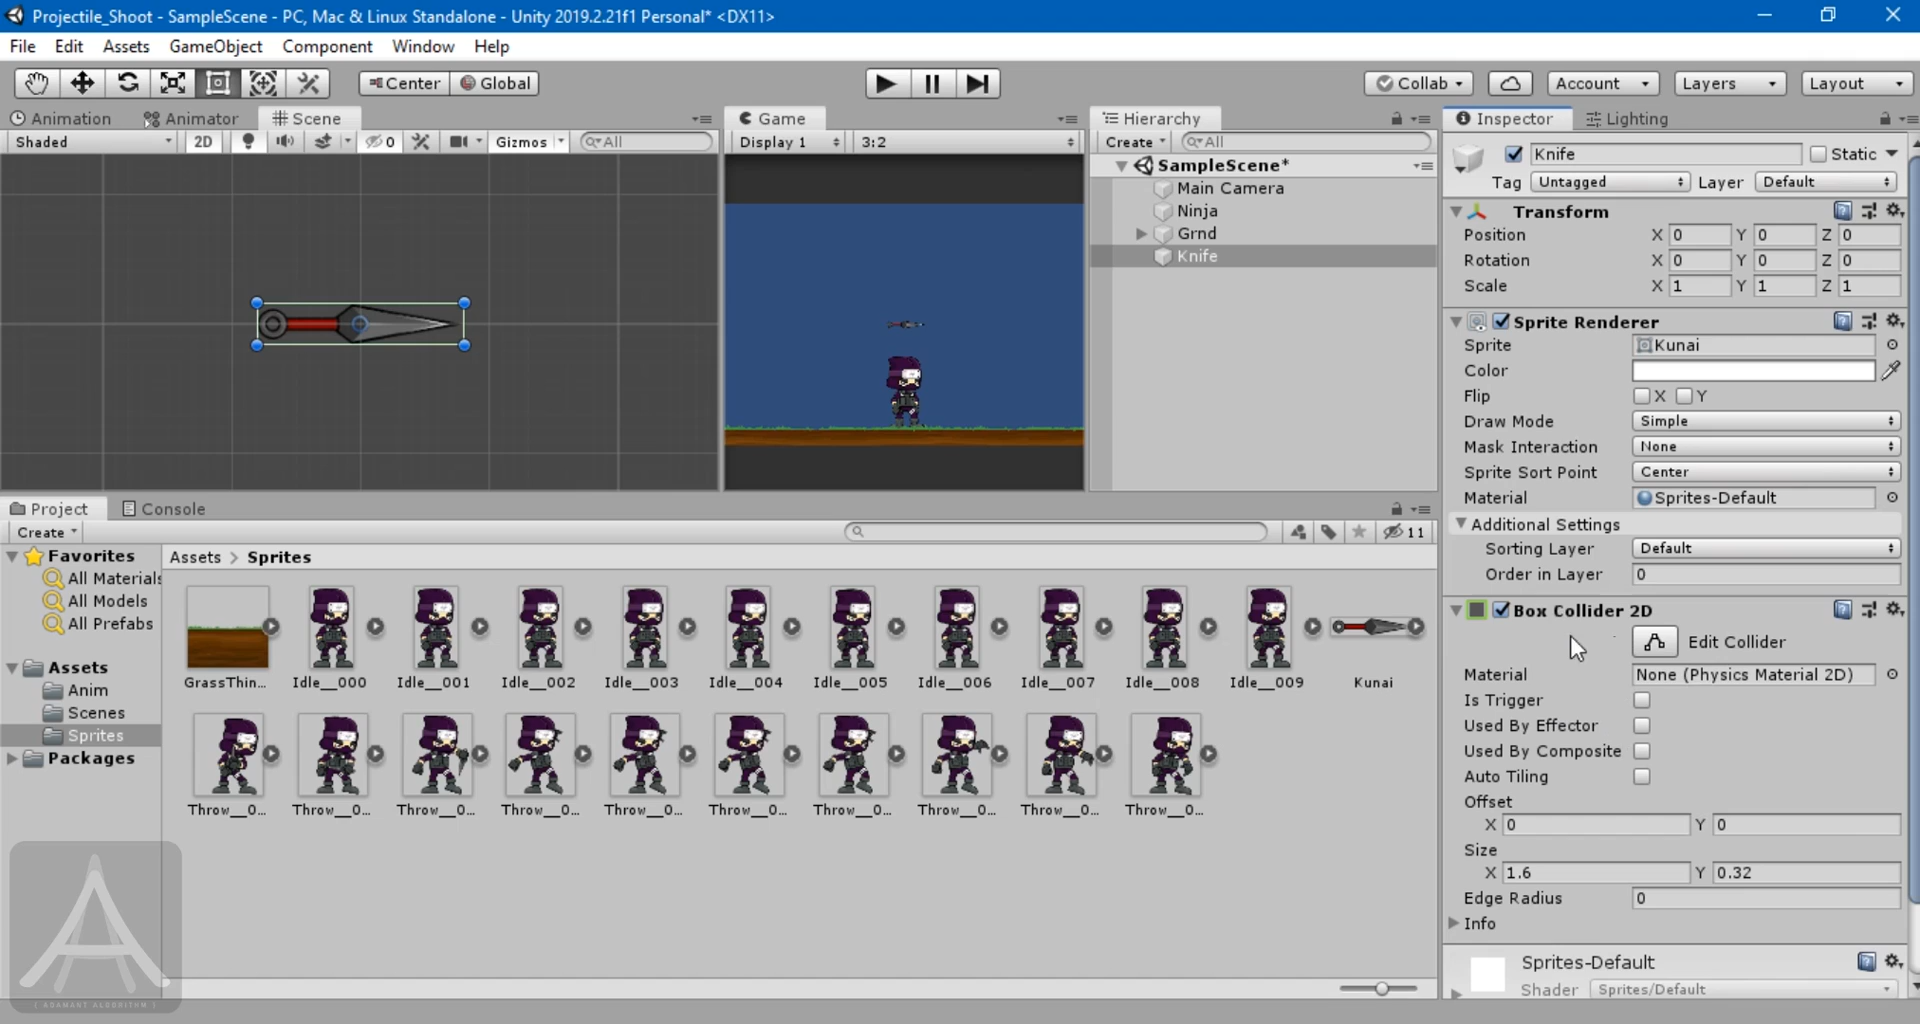 Projectile_Shoot - SampleScene - PC, Mac & Linux Standalone - Unity 2019.2.21f1 Personal* <DX11>
File Edit Assets GameObject Component Window Help
Center Global
Collab Account Layers Layout
Animation Animator Scene
Shaded 2D 0 Gizmos All
Game
Display 1 3:2
Hierarchy
Create All
SampleScene*
Main Camera
Ninja
Grnd
Knife
Inspector Lighting
Knife Static
Tag Untagged Layer Default
Transform
Position X 0 Y 0 Z 0
Rotation X 0 Y 0 Z 0
Scale X 1 Y 1 Z 1
Sprite Renderer
Sprite Kunai
Color
Flip X Y
Draw Mode Simple
Mask Interaction None
Sprite Sort Point Center
Material Sprites-Default
Additional Settings
Sorting Layer Default
Order in Layer 0
Box Collider 2D
Edit Collider
Material None (Physics Material 2D)
Is Trigger
Used By Effector
Used By Composite
Auto Tiling
Offset
X 0 Y 0
Size
X 1.6 Y 0.32
Edge Radius 0
Info
Sprites-Default
Shader Sprites/Default
Project Console
Create 11
Favorites
All Materials
All Models
All Prefabs
Assets
Anim
Scenes
Sprites
Packages
Assets > Sprites
GrassThin... Idle__000 Idle__001 Idle__002 Idle__003 Idle__004 Idle__005 Idle__006 Idle__007 Idle__008 Idle__009 Kunai
Throw__0... Throw__0... Throw__0... Throw__0... Throw__0... Throw__0... Throw__0... Throw__0... Throw__0... Throw__0...
[ ADAMANT ALGORITHM ]